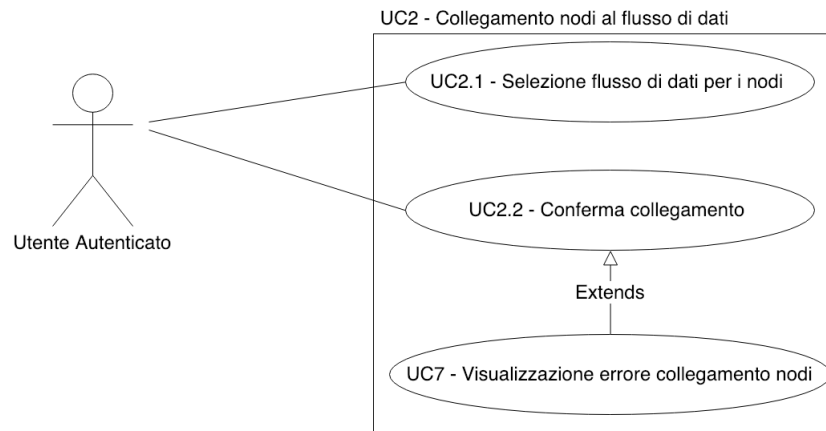 UC2 - Collegamento nodi al flusso di dati
UC2.1 - Selezione flusso di dati per i nodi
UC2.2 - Conferma collegamento
Utente Autenticato
Extends
UC7 - Visualizzazione errore collegamento nodi